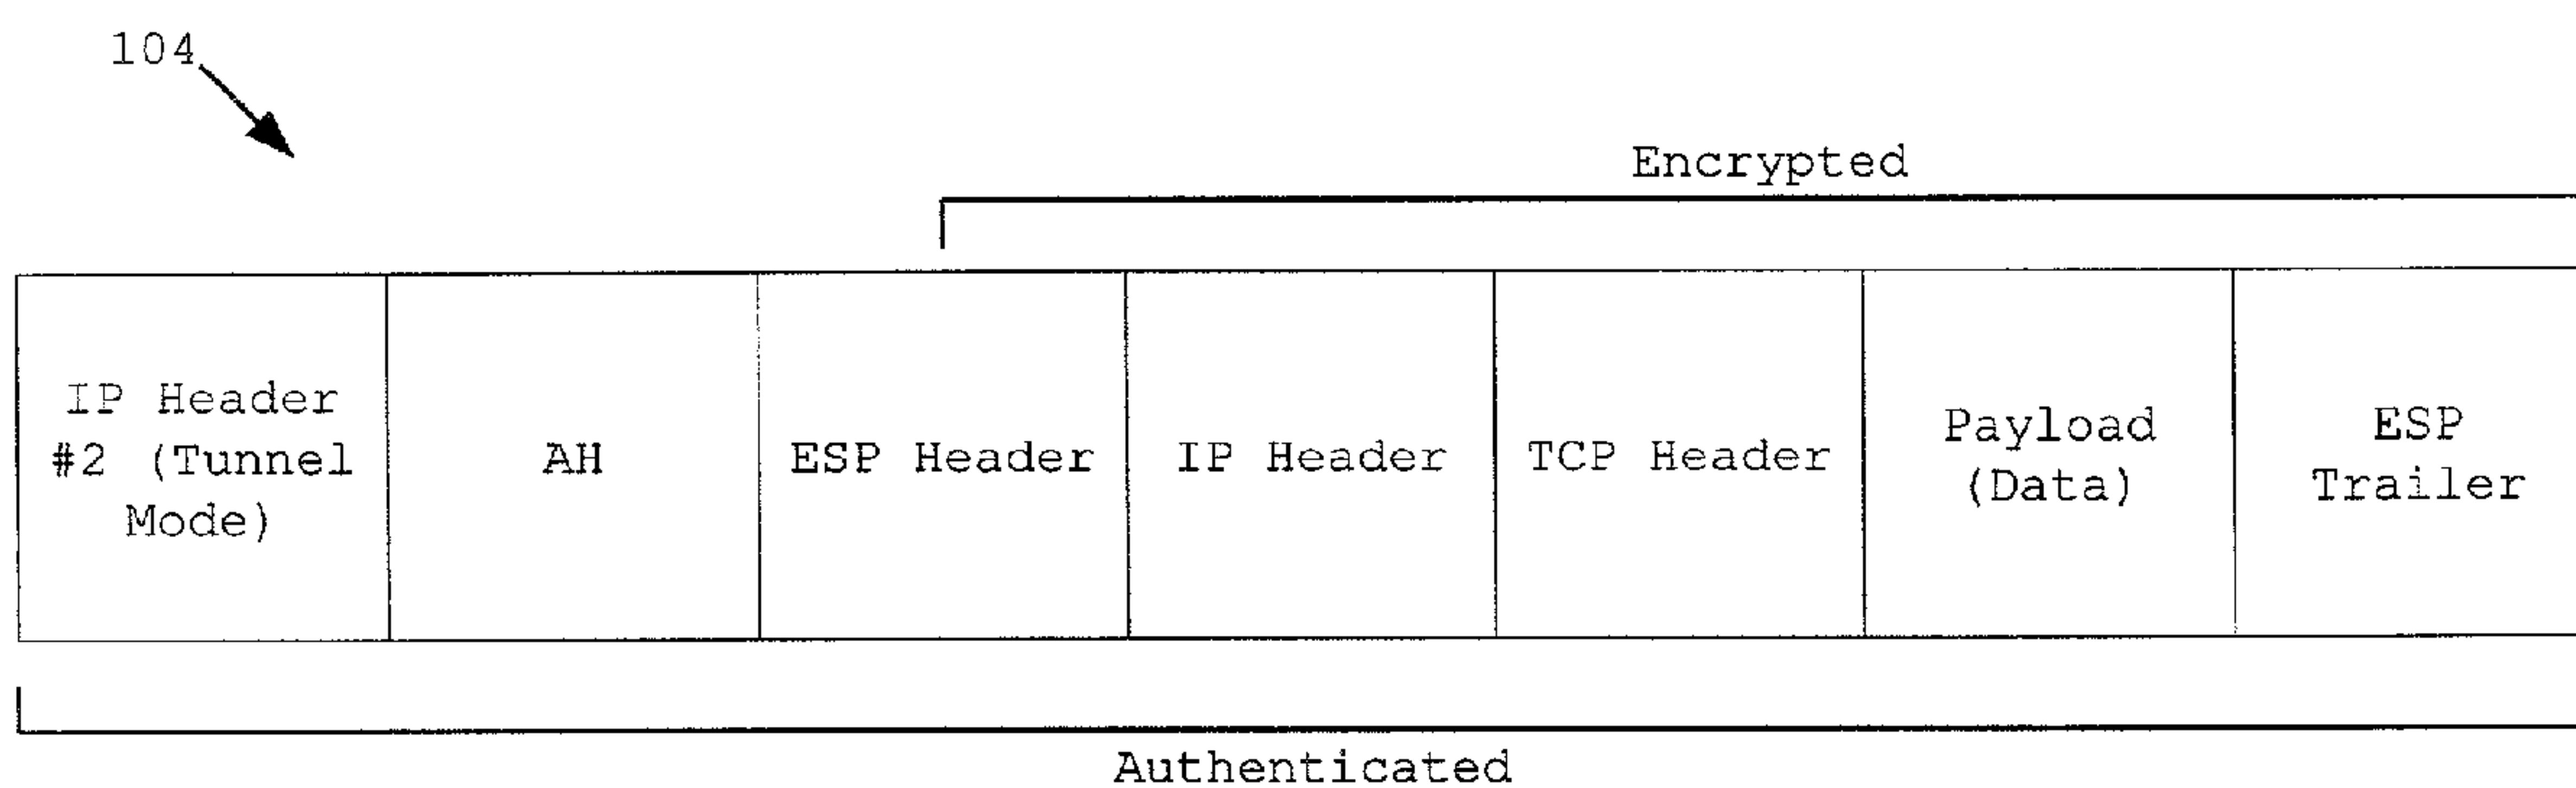 104
Encrypted
IP Header
#2 (Tunnel
Mode)
AH
ESP Header
IP Header
TCP Header
Payload
(Data)
ESP
Trailer
Authenticated